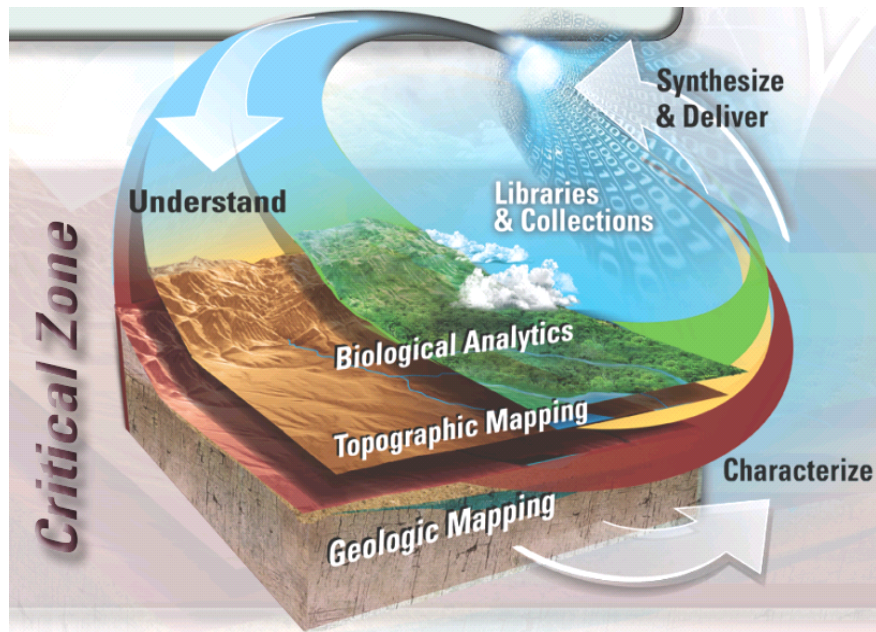 Synthesize
& Deliver
Understand
Libraries
& Collections
Critical Zone
Biological Analytics
Topographic Mapping
Characterize
Geologic Mapping